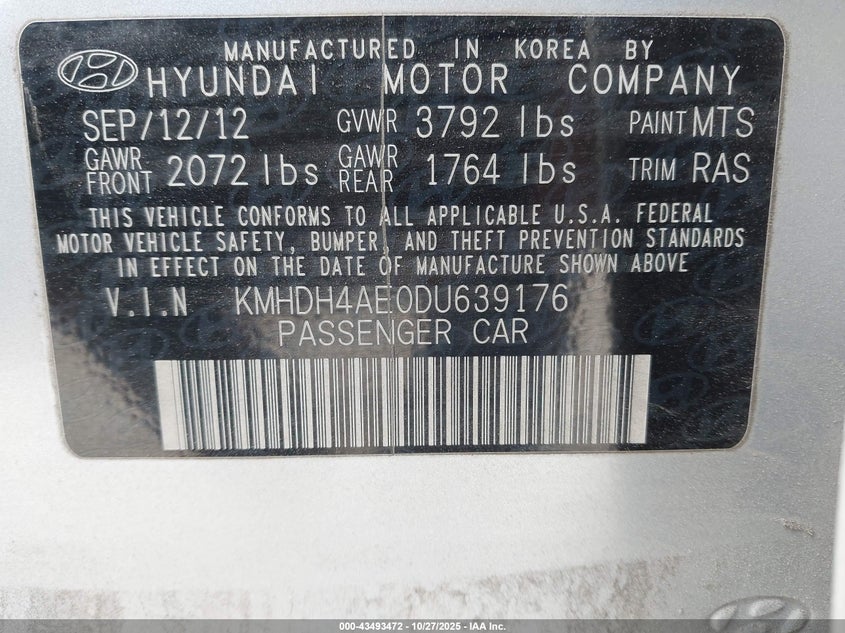 MANUFACTURED IN KOREA BY
HYUNDAI MOTOR COMPANY
SEP/12/12 GVWR 3792 lbs PAINT MTS
GAWR FRONT 2072 lbs GAWR REAR 1764 lbs TRIM RAS
THIS VEHICLE CONFORMS TO ALL APPLICABLE U.S.A. FEDERAL
MOTOR VEHICLE SAFETY, BUMPER, AND THEFT PREVENTION STANDARDS
IN EFFECT ON THE DATE OF MANUFACTURE SHOWN ABOVE
V.I.N KMHDH4AE0DU639176
PASSENGER CAR
000-43493472 - 10/27/2025 - IAA Inc.